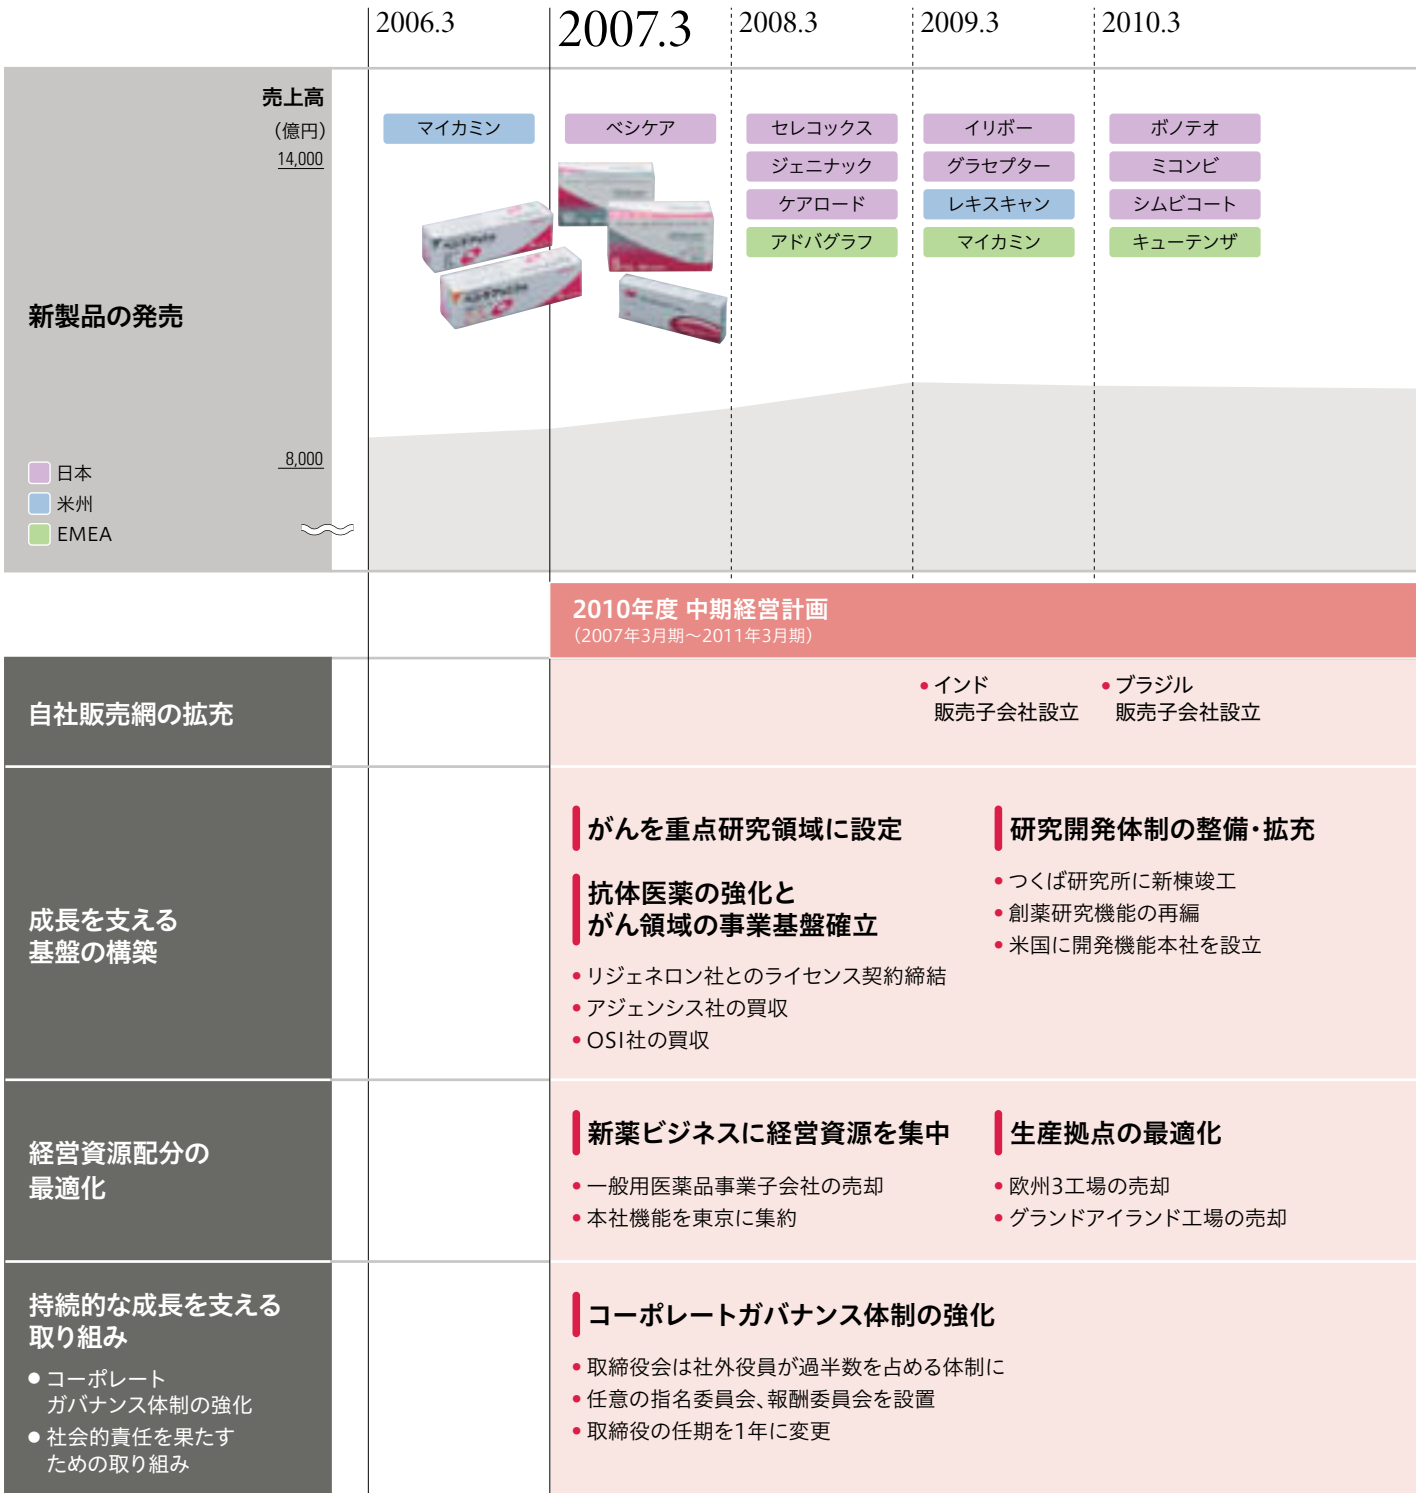 2006.3
2007.3
2008.3
2009.3
2010.3
売上高
(億円)
14,000
8,000
新製品の発売
日本
米州
EMEA
マイカミン
ベシケア
セレコックス
ジェニナック
ケアロード
アドバグラフ
イリボー
グラセプター
レキスキャン
マイカミン
ボノテオ
ミコンビ
シムビコート
キューテンザ
2010年度 中期経営計画
(2007年3月期～2011年3月期)
自社販売網の拡充
• インド
販売子会社設立
• ブラジル
販売子会社設立
成長を支える
基盤の構築
がんを重点研究領域に設定
抗体医薬の強化と
がん領域の事業基盤確立
• リジェネロン社とのライセンス契約締結
• アジェンシス社の買収
• OSI社の買収
研究開発体制の整備・拡充
• つくば研究所に新棟竣工
• 創薬研究機能の再編
• 米国に開発機能本社を設立
経営資源配分の
最適化
新薬ビジネスに経営資源を集中
• 一般用医薬品事業子会社の売却
• 本社機能を東京に集約
生産拠点の最適化
• 欧州3工場の売却
• グランドアイランド工場の売却
持続的な成長を支える
取り組み
● コーポレート
ガバナンス体制の強化
● 社会的責任を果たす
ための取り組み
コーポレートガバナンス体制の強化
• 取締役会は社外役員が過半数を占める体制に
• 任意の指名委員会、報酬委員会を設置
• 取締役の任期を1年に変更